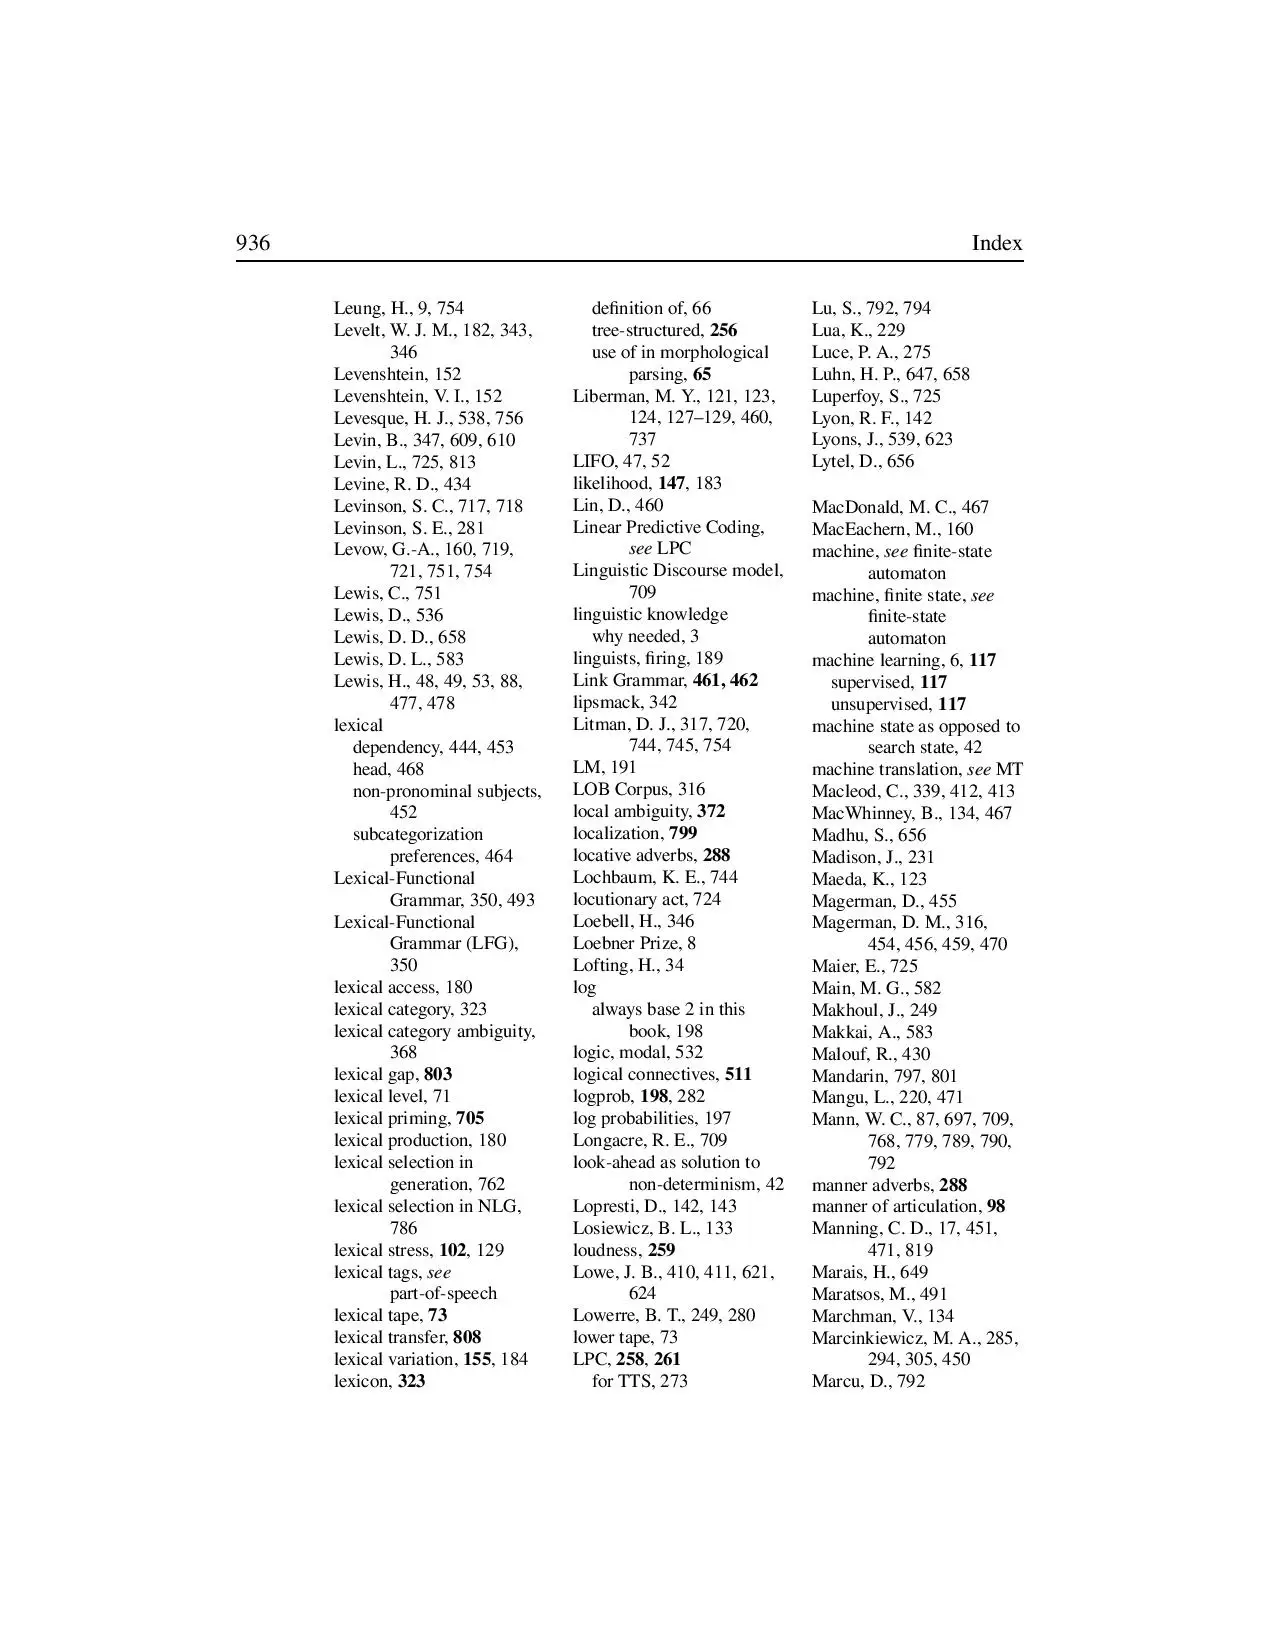 936 Index
Leung, H., 9, 754
Levelt, W. J. M., 182, 343,
346
Levenshtein, 152
Levenshtein, V. I., 152
Levesque, H. J., 538, 756
Levin, B., 347, 609, 610
Levin, L., 725, 813
Levine, R. D., 434
Levinson, S. C., 717, 718
Levinson, S. E., 281
Levow, G.-A., 160, 719,
721, 751, 754
Lewis, C., 751
Lewis, D., 536
Lewis, D. D., 658
Lewis, D. L., 583
Lewis, H., 48, 49, 53, 88,
477, 478
lexical
dependency, 444, 453
head, 468
non-pronominal subjects,
452
subcategorization
preferences, 464
Lexical-Functional
Grammar, 350, 493
Lexical-Functional
Grammar (LFG),
350
lexical access, 180
lexical category, 323
lexical category ambiguity,
368
lexical gap, 803
lexical level, 71
lexical priming, 705
lexical production, 180
lexical selection in
generation, 762
lexical selection in NLG,
786
lexical stress, 102, 129
lexical tags, see
part-of-speech
lexical tape, 73
lexical transfer, 808
lexical variation, 155, 184
lexicon, 323
definition of, 66
tree-structured, 256
use of in morphological
parsing, 65
Liberman, M. Y., 121, 123,
124, 127–129, 460,
737
LIFO, 47, 52
likelihood, 147, 183
Lin, D., 460
Linear Predictive Coding,
see LPC
Linguistic Discourse model,
709
linguistic knowledge
why needed, 3
linguists, firing, 189
Link Grammar, 461, 462
lipsmack, 342
Litman, D. J., 317, 720,
744, 745, 754
LM, 191
LOB Corpus, 316
local ambiguity, 372
localization, 799
locative adverbs, 288
Lochbaum, K. E., 744
locutionary act, 724
Loebell, H., 346
Loebner Prize, 8
Lofting, H., 34
log
always base 2 in this
book, 198
logic, modal, 532
logical connectives, 511
logprob, 198, 282
log probabilities, 197
Longacre, R. E., 709
look-ahead as solution to
non-determinism, 42
Lopresti, D., 142, 143
Losiewicz, B. L., 133
loudness, 259
Lowe, J. B., 410, 411, 621,
624
Lowerre, B. T., 249, 280
lower tape, 73
LPC, 258, 261
for TTS, 273
Lu, S., 792, 794
Lua, K., 229
Luce, P. A., 275
Luhn, H. P., 647, 658
Luperfoy, S., 725
Lyon, R. F., 142
Lyons, J., 539, 623
Lytel, D., 656
MacDonald, M. C., 467
MacEachern, M., 160
machine, see finite-state
automaton
machine, finite state, see
finite-state
automaton
machine learning, 6, 117
supervised, 117
unsupervised, 117
machine state as opposed to
search state, 42
machine translation, see MT
Macleod, C., 339, 412, 413
MacWhinney, B., 134, 467
Madhu, S., 656
Madison, J., 231
Maeda, K., 123
Magerman, D., 455
Magerman, D. M., 316,
454, 456, 459, 470
Maier, E., 725
Main, M. G., 582
Makhoul, J., 249
Makkai, A., 583
Malouf, R., 430
Mandarin, 797, 801
Mangu, L., 220, 471
Mann, W. C., 87, 697, 709,
768, 779, 789, 790,
792
manner adverbs, 288
manner of articulation, 98
Manning, C. D., 17, 451,
471, 819
Marais, H., 649
Maratsos, M., 491
Marchman, V., 134
Marcinkiewicz, M. A., 285,
294, 305, 450
Marcu, D., 792